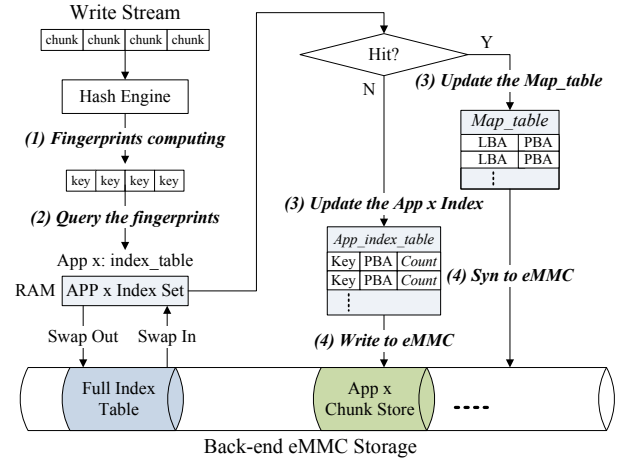 Write Stream
chunk chunk chunk chunk
Hash Engine
(1) Fingerprints computing
key key key key
(2) Query the fingerprints
App x: index_table
RAM APP x Index Set
Swap Out Swap In
Full Index
Table
Hit?
Y
N
(3) Update the Map_table
Map_table
LBA PBA
LBA PBA
(3) Update the App x Index
App_index_table
Key PBA Count
Key PBA Count
(4) Syn to eMMC
(4) Write to eMMC
App x
Chunk Store
Back-end eMMC Storage